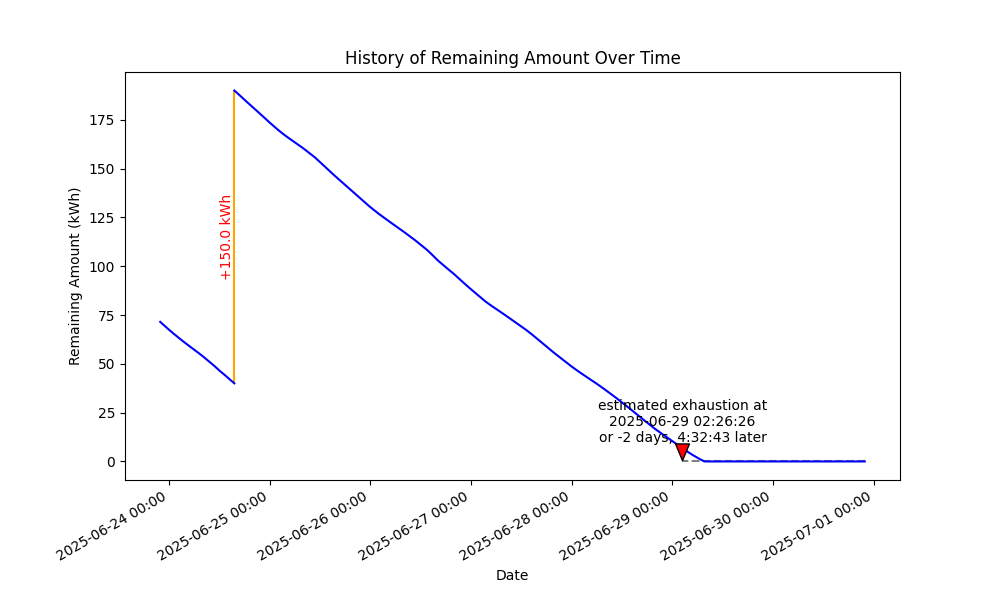 History of Remaining Amount Over Time
Remaining Amount (kWh)
175
150
125
100
75
50
25
0
+150.0 kWh
estimated exhaustion at
2025-06-29 02:26:26
or -2 days, 4:32:43 later
2025-06-24 00:00
2025-06-25 00:00
2025-06-26 00:00
2025-06-27 00:00
2025-06-28 00:00
2025-06-29 00:00
2025-06-30 00:00
2025-07-01 00:00
Date